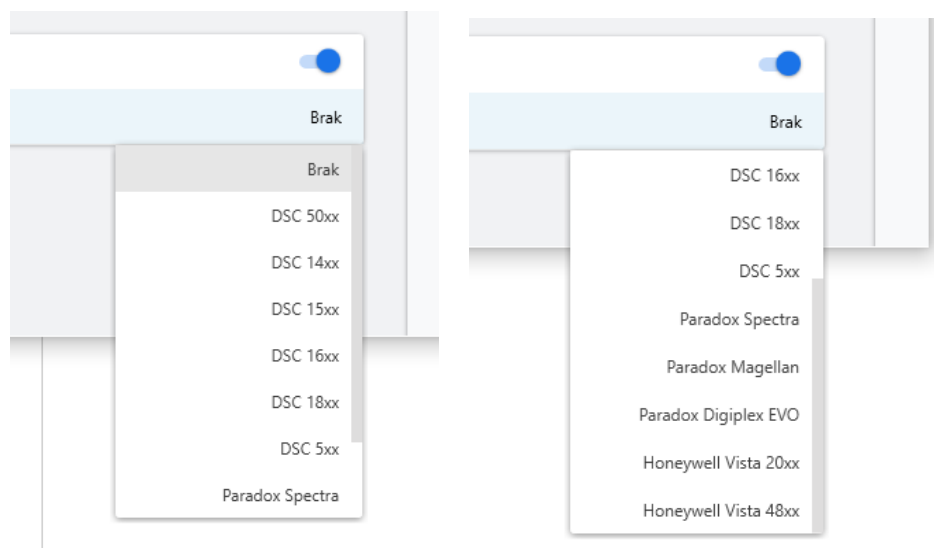 Brak
Brak
DSC 50xx
DSC 14xx
DSC 15xx
DSC 16xx
DSC 18xx
DSC 5xx
Paradox Spectra
Brak
DSC 16xx
DSC 18xx
DSC 5xx
Paradox Spectra
Paradox Magellan
Paradox Digiplex EVO
Honeywell Vista 20xx
Honeywell Vista 48xx